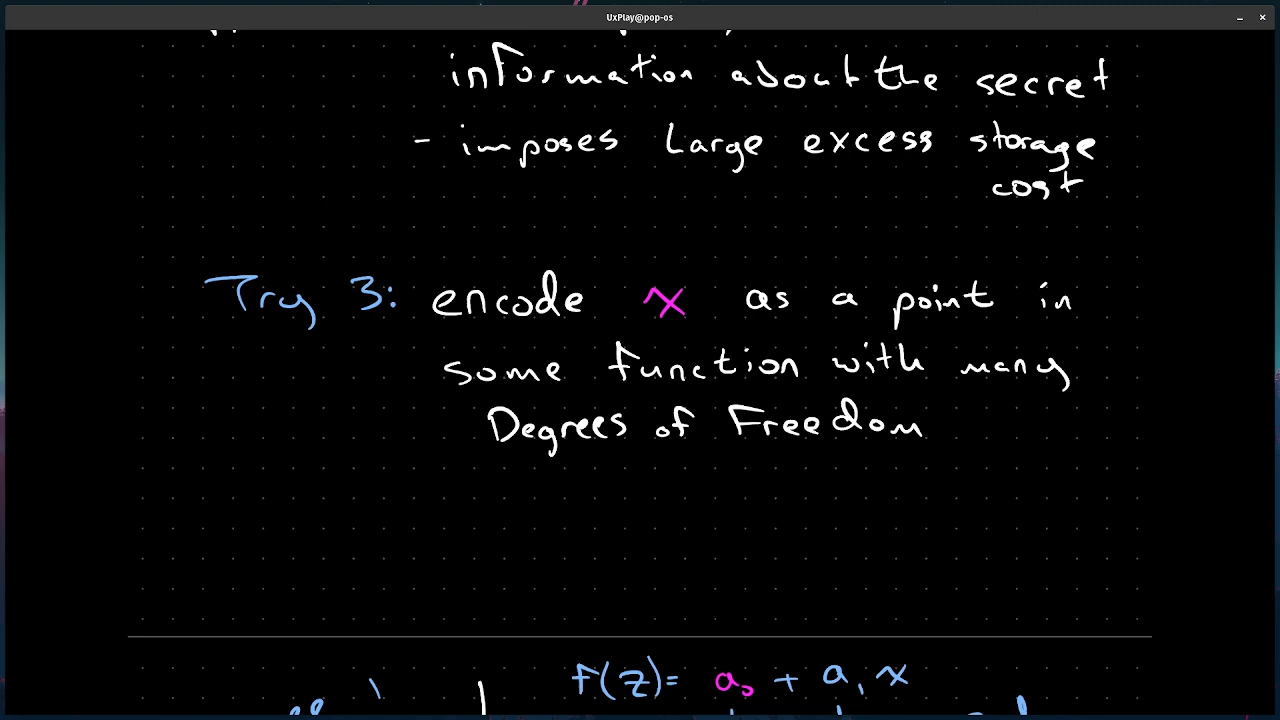 UxPlay@pop-os
information about the secret
- imposes Large excess storage
cost
Try 3: encode x as a point in
some function with many
Degrees of Freedom
f(z)= a₀ + a₁ x